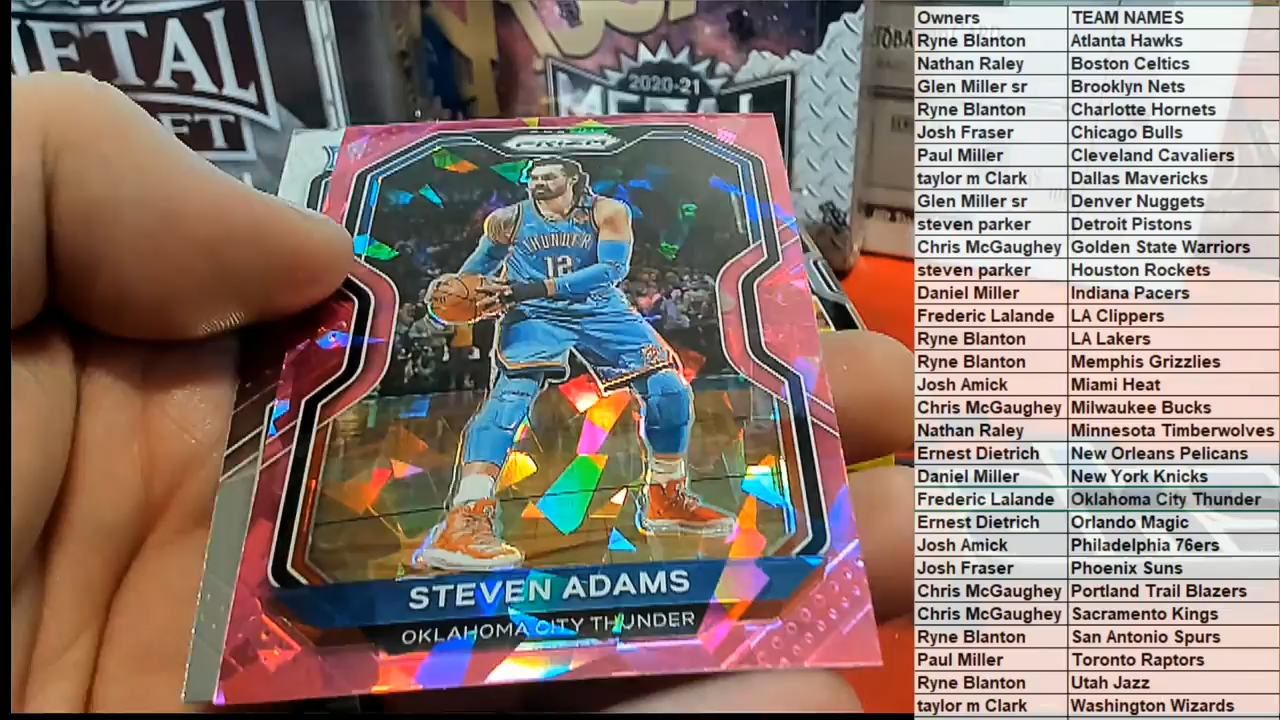 METAL
FT
2020-21
METAL
PRIZM
THUNDER
12
STEVEN ADAMS
OKLAHOMA CITY THUNDER
Owners TEAM NAMES
Ryne Blanton Atlanta Hawks
Nathan Raley Boston Celtics
Glen Miller sr Brooklyn Nets
Ryne Blanton Charlotte Hornets
Josh Fraser Chicago Bulls
Paul Miller Cleveland Cavaliers
taylor m Clark Dallas Mavericks
Glen Miller sr Denver Nuggets
steven parker Detroit Pistons
Chris McGaughey Golden State Warriors
steven parker Houston Rockets
Daniel Miller Indiana Pacers
Frederic Lalande LA Clippers
Ryne Blanton LA Lakers
Ryne Blanton Memphis Grizzlies
Josh Amick Miami Heat
Chris McGaughey Milwaukee Bucks
Nathan Raley Minnesota Timberwolves
Ernest Dietrich New Orleans Pelicans
Daniel Miller New York Knicks
Frederic Lalande Oklahoma City Thunder
Ernest Dietrich Orlando Magic
Josh Amick Philadelphia 76ers
Josh Fraser Phoenix Suns
Chris McGaughey Portland Trail Blazers
Chris McGaughey Sacramento Kings
Ryne Blanton San Antonio Spurs
Paul Miller Toronto Raptors
Ryne Blanton Utah Jazz
taylor m Clark Washington Wizards